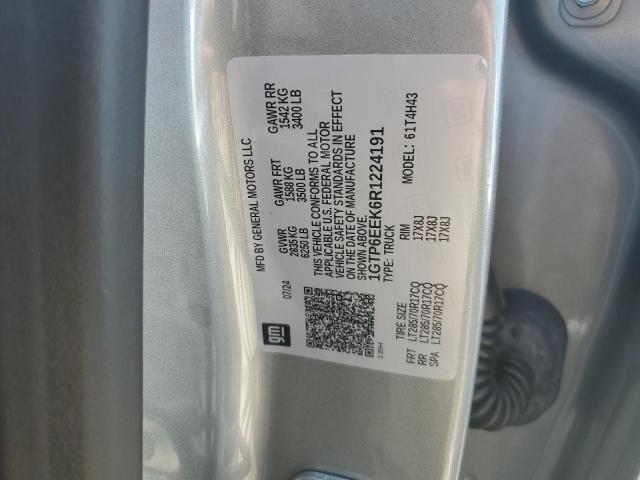 MFD BY GENERAL MOTORS LLC
07/24
GVWR
2835 KG
6250 LB
GAWR FRT
1588 KG
3500 LB
GAWR RR
1542 KG
3400 LB
THIS VEHICLE CONFORMS TO ALL
APPLICABLE U.S. FEDERAL MOTOR
VEHICLE SAFETY STANDARDS IN EFFECT
ON THE DATE OF MANUFACTURE
SHOWN ABOVE.
1GTP6EEK6R1224191
TYPE: TRUCK
MODEL: 61T4H43
gm
130H
TIRE SIZE RIM
FRT LT285/70R17CQ 17X8J
RR LT285/70R17CQ 17X8J
SPA LT285/70R17CQ 17X8J